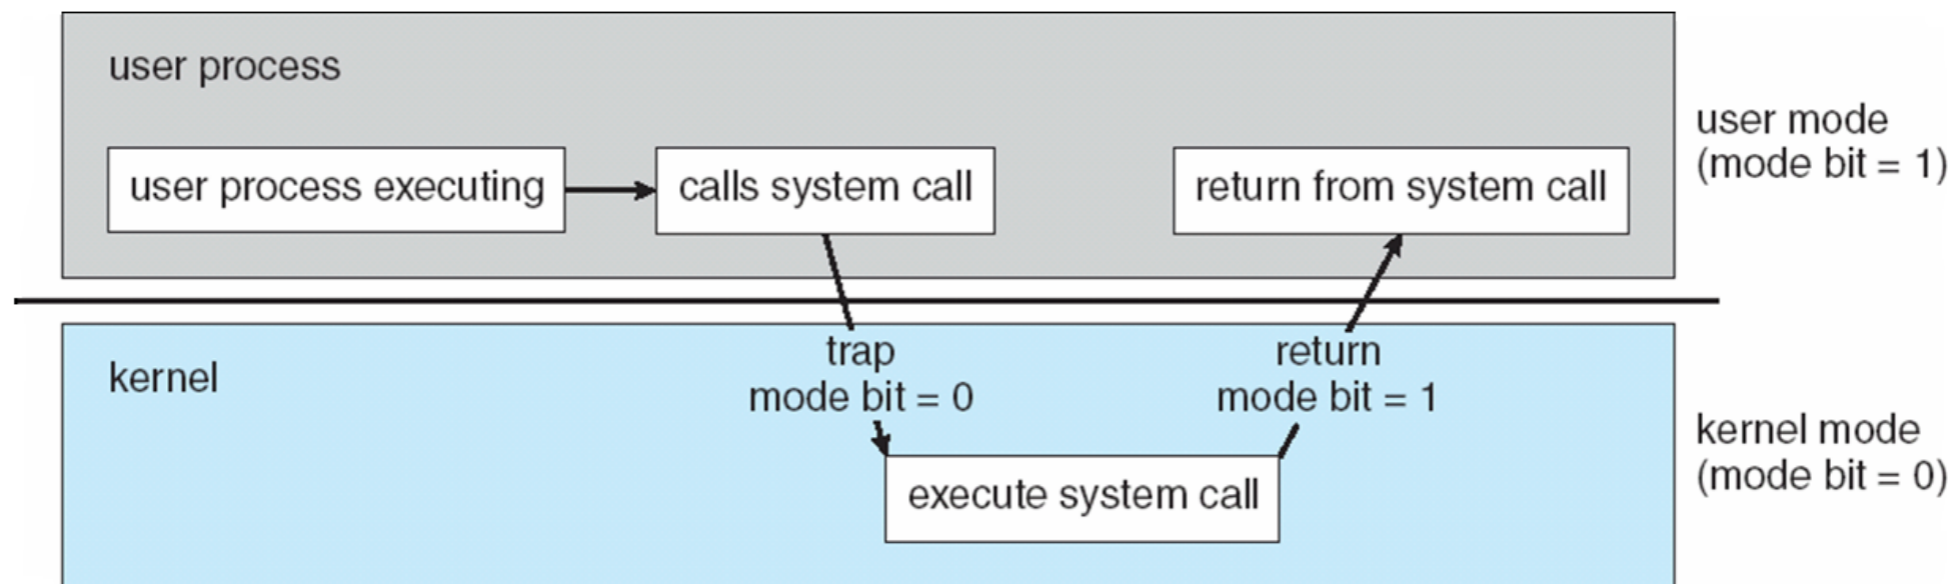 user process
user process executing
calls system call
return from system call
user mode
(mode bit = 1)
trap
mode bit = 0
return
mode bit = 1
kernel
kernel mode
(mode bit = 0)
execute system call